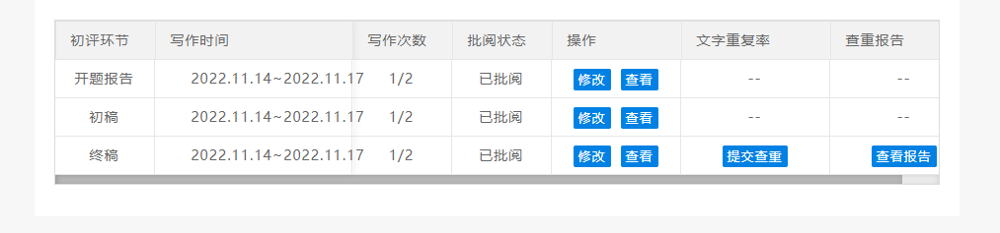 初评环节 写作时间 写作次数 批阅状态 操作 文字重复率 查重报告
开题报告 2022.11.14~2022.11.17 1/2 已批阅 修改 查看 -- --
初稿 2022.11.14~2022.11.17 1/2 已批阅 修改 查看 -- --
终稿 2022.11.14~2022.11.17 1/2 已批阅 修改 查看 提交查重 查看报告